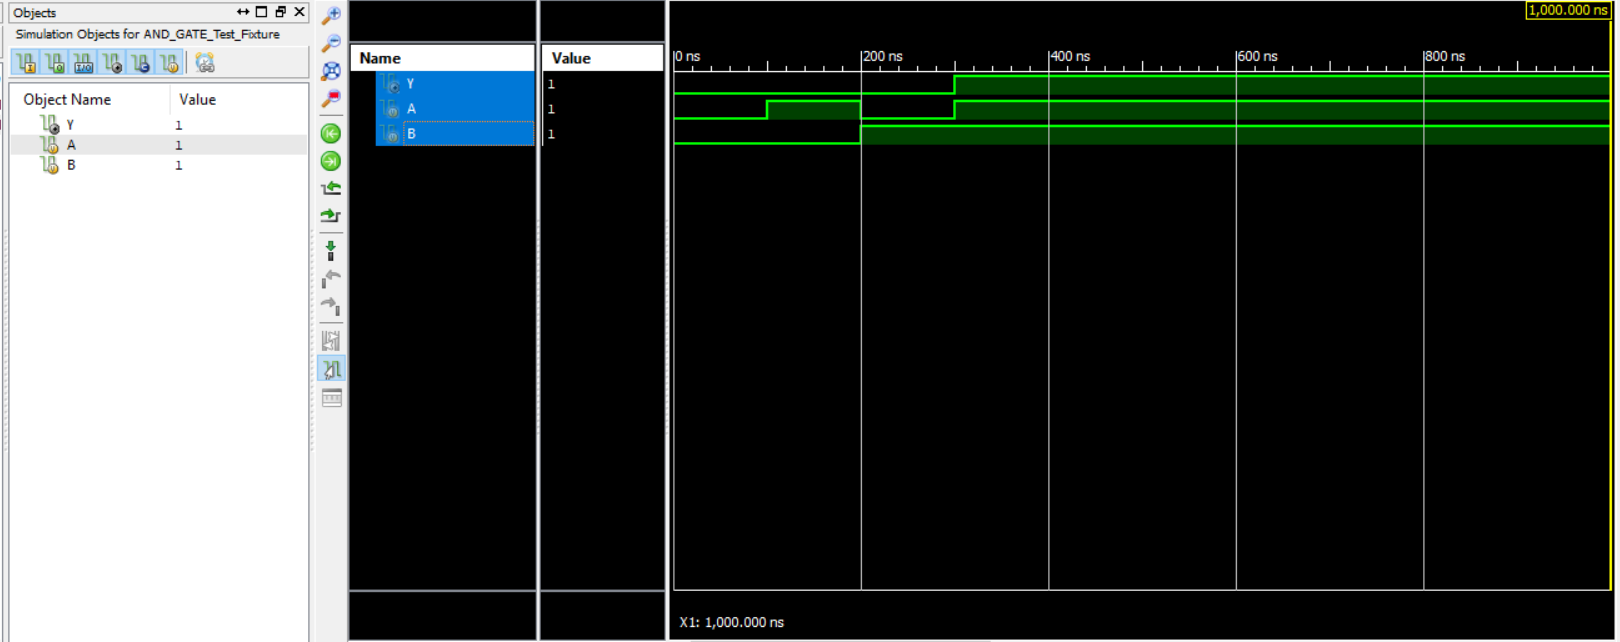 Objects
Simulation Objects for AND_GATE_Test_Fixture
Object Name Value
Y 1
A 1
B 1
Name Value
Y 1
A 1
B 1
1,000.000 ns
0 ns 200 ns 400 ns 600 ns 800 ns
X1: 1,000.000 ns